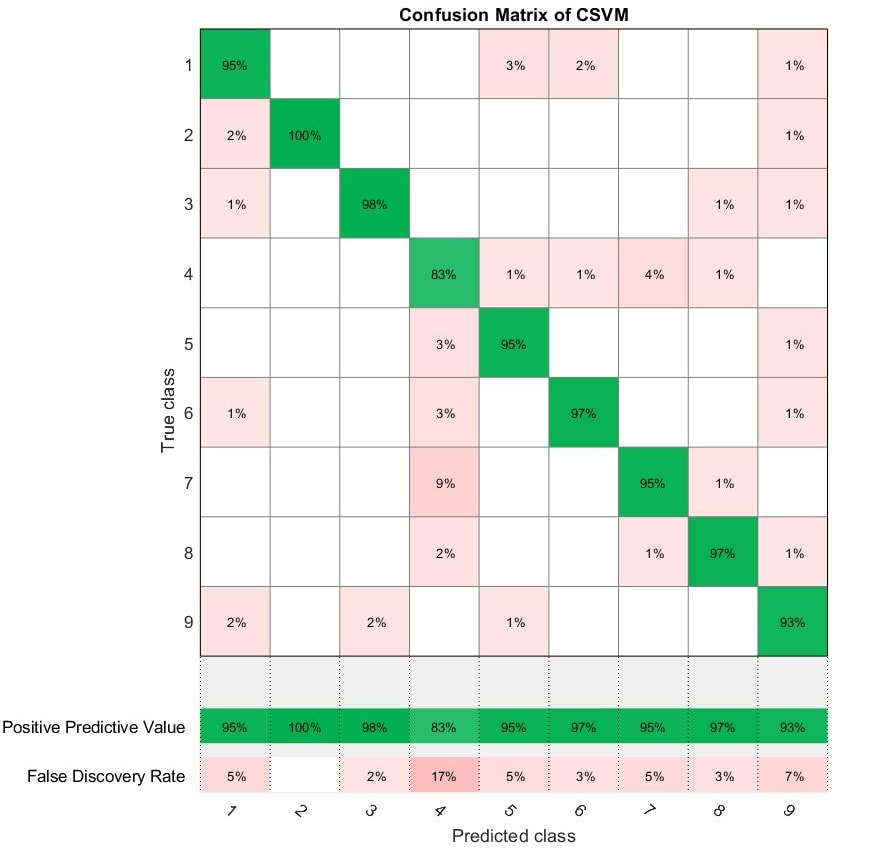 Confusion Matrix of CSVM
1 95% 3% 2% 1%
2 2% 100% 1%
3 1% 98% 1% 1%
4 83% 1% 1% 4% 1%
5 3% 95% 1%
6 1% 3% 97% 1%
7 9% 95% 1%
8 2% 1% 97% 1%
9 2% 2% 1% 93%
True class
Positive Predictive Value 95% 100% 98% 83% 95% 97% 95% 97% 93%
False Discovery Rate 5% 2% 17% 5% 3% 5% 3% 7%
1 2 3 4 5 6 7 8 9
Predicted class